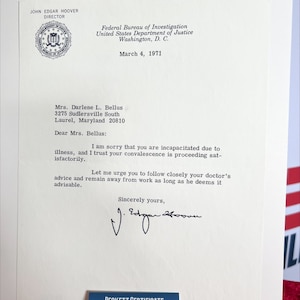 JOHN EDGAR HOOVER
DIRECTOR
Federal Bureau of Investigation
United States Department of Justice
Washington, D. C.
March 4, 1971
Mrs. Darlene L. Bellus
3275 Sudlersville South
Laurel, Maryland 20810
Dear Mrs. Bellus:
I am sorry that you are incapacitated due to
illness, and I trust your convalescence is proceeding sat-
isfactorily.
Let me urge you to follow closely your doctor's
advice and remain away from work as long as he deems it
advisable.
Sincerely yours,
J. Edgar Hoover